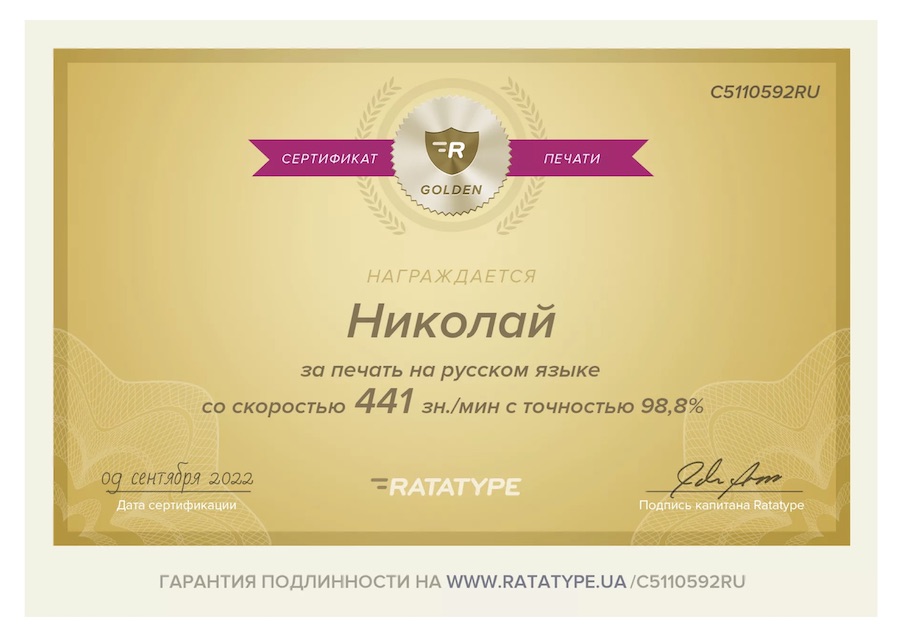 C5110592RU
СЕРТИФИКАТ
ПЕЧАТИ
R
GOLDEN
НАГРАЖДАЕТСЯ
Николай
за печать на русском языке
со скоростью 441 зн./мин с точностью 98,8%
09 сентября 2022
RATATYPE
Дата сертификации
Подпись капитана Ratatype
ГАРАНТИЯ ПОДЛИННОСТИ НА WWW.RATATYPE.UA/C5110592RU